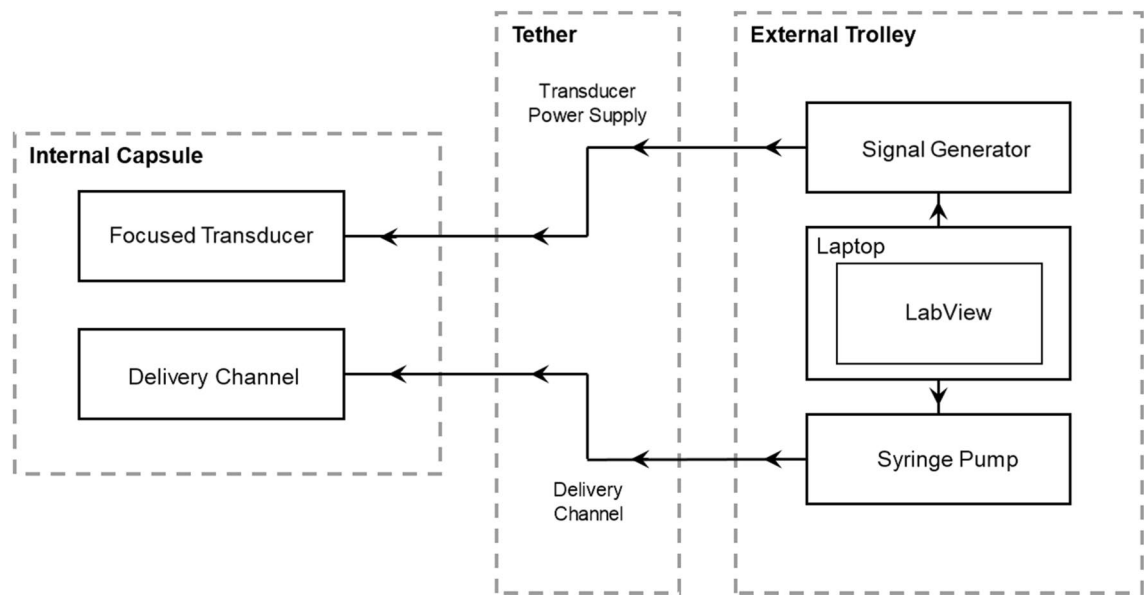 Internal Capsule
Focused Transducer
Delivery Channel
Tether
Transducer
Power Supply
Delivery
Channel
External Trolley
Signal Generator
Laptop
LabView
Syringe Pump